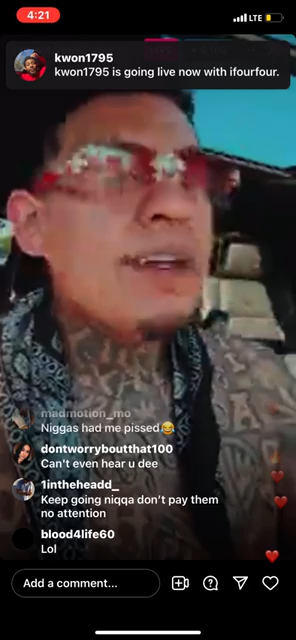 4:21
LTE
kwon1795
kwon1795 is going live now with ifourfour.
madmotion_mo
Niggas had me pissed😂
dontworryboutthat100
Can't even hear u dee
1intheheadd_
Keep going niqqa don't pay them
no attention
blood4life60
Lol
Add a comment...